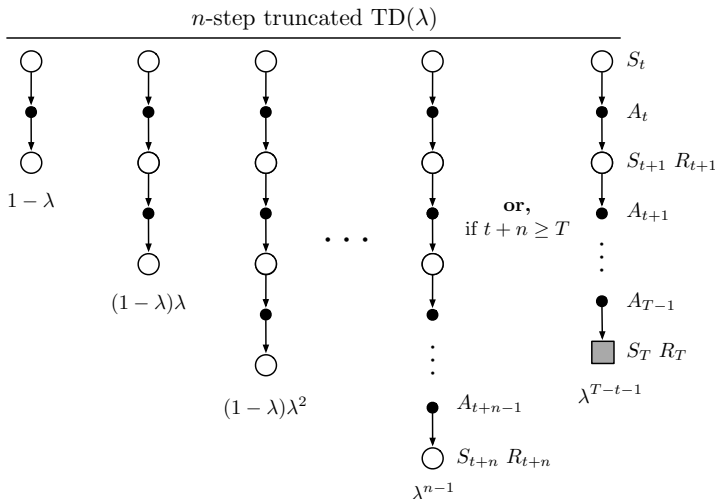 n-step truncated TD(λ)
S_t
A_t
S_{t+1} R_{t+1}
1 − λ
or,
if t + n ≥ T
A_{t+1}
· · ·
(1 − λ)λ
A_{T−1}
S_T R_T
(1 − λ)λ^2
λ^{T−t−1}
A_{t+n−1}
S_{t+n} R_{t+n}
λ^{n−1}